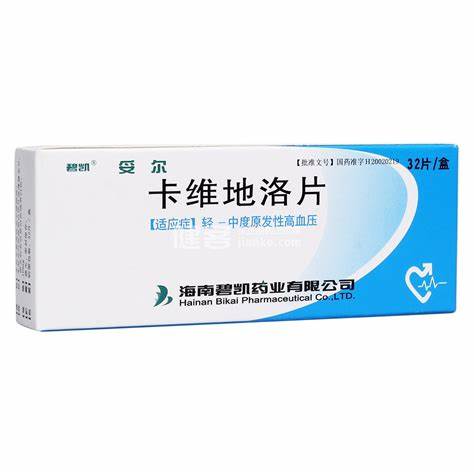 碧凯® 妥尔
【批准文号】国药准字H20020219 32片/盒
卡维地洛片
【适应症】轻-中度原发性高血压
健客
jianke.com
海南碧凯药业有限公司
Hainan Bikai Pharmaceutical Co.,LTD.